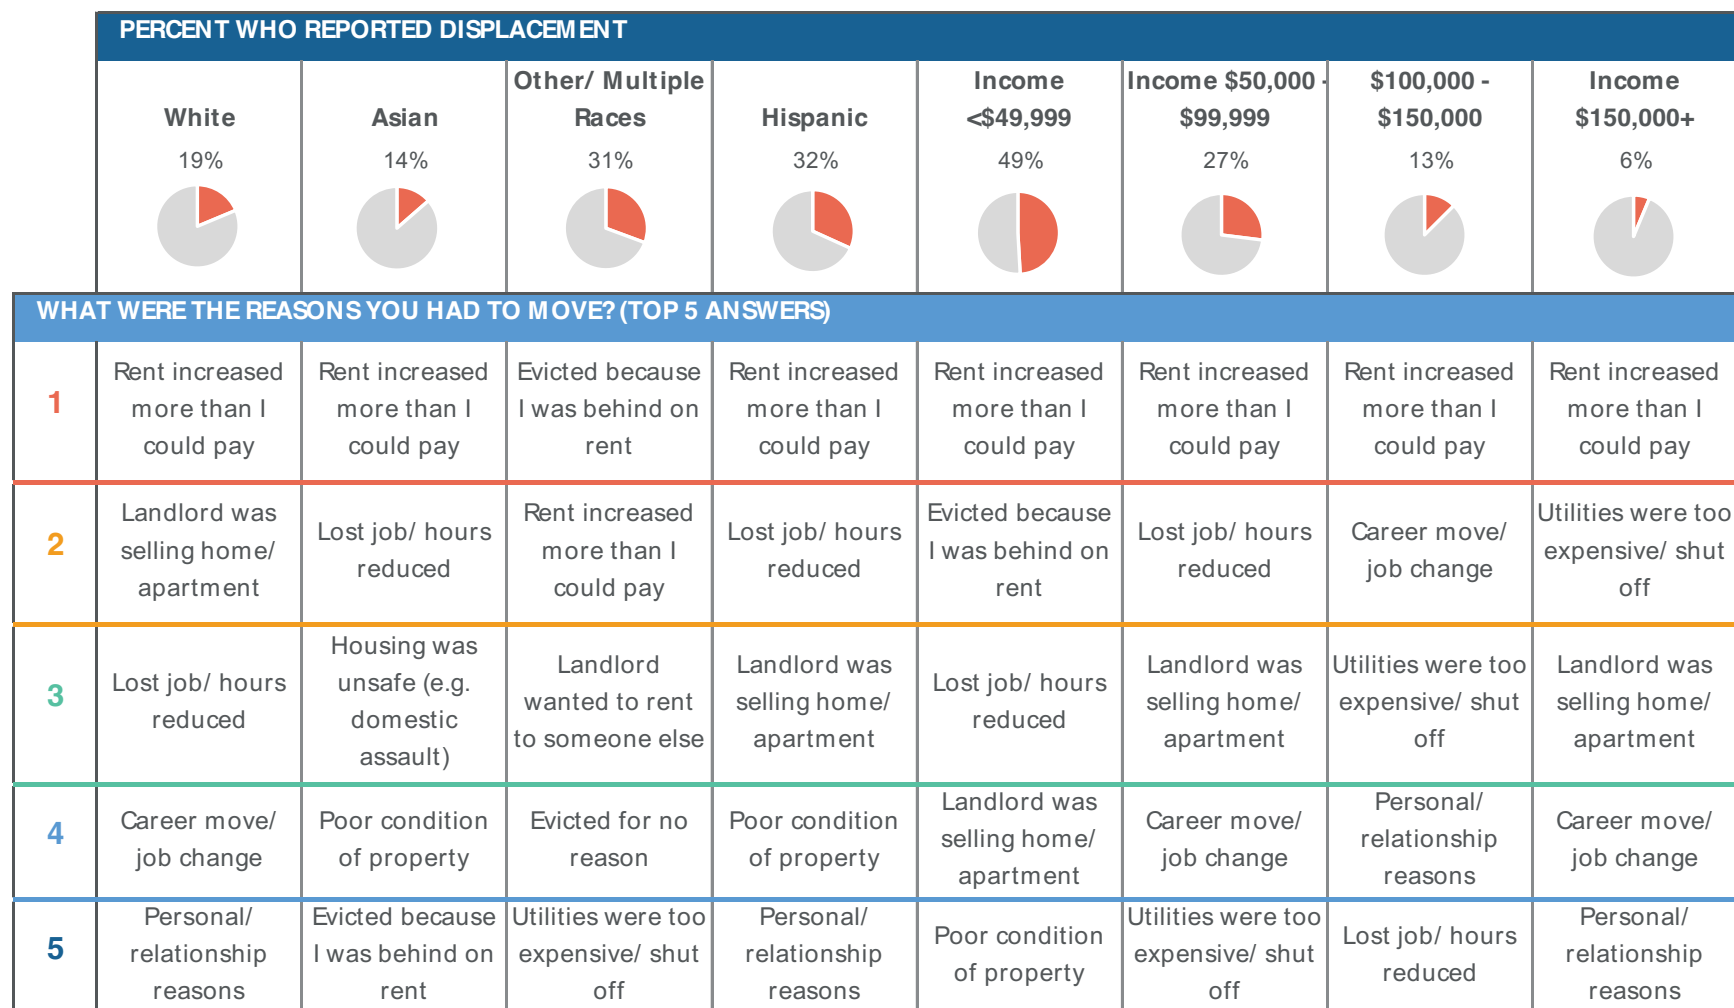 PERCENT WHO REPORTED DISPLACEMENT
White
Asian
Other/ Multiple
Races
Hispanic
Income
<$49,999
Income $50,000 -
$99,999
$100,000 -
$150,000
Income
$150,000+
19%
14%
31%
32%
49%
27%
13%
6%
WHAT WERE THE REASONS YOU HAD TO MOVE? (TOP 5 ANSWERS)
1
Rent increased
more than I
could pay
Rent increased
more than I
could pay
Evicted because
I was behind on
rent
Rent increased
more than I
could pay
Rent increased
more than I
could pay
Rent increased
more than I
could pay
Rent increased
more than I
could pay
Rent increased
more than I
could pay
2
Landlord was
selling home/
apartment
Lost job/ hours
reduced
Rent increased
more than I
could pay
Lost job/ hours
reduced
Evicted because
I was behind on
rent
Lost job/ hours
reduced
Career move/
job change
Utilities were too
expensive/ shut
off
3
Lost job/ hours
reduced
Housing was
unsafe (e.g.
domestic
assault)
Landlord
wanted to rent
to someone else
Landlord was
selling home/
apartment
Lost job/ hours
reduced
Landlord was
selling home/
apartment
Utilities were too
expensive/ shut
off
Landlord was
selling home/
apartment
4
Career move/
job change
Poor condition
of property
Evicted for no
reason
Poor condition
of property
Landlord was
selling home/
apartment
Career move/
job change
Personal/
relationship
reasons
Career move/
job change
5
Personal/
relationship
reasons
Evicted because
I was behind on
rent
Utilities were too
expensive/ shut
off
Personal/
relationship
reasons
Poor condition
of property
Utilities were too
expensive/ shut
off
Lost job/ hours
reduced
Personal/
relationship
reasons